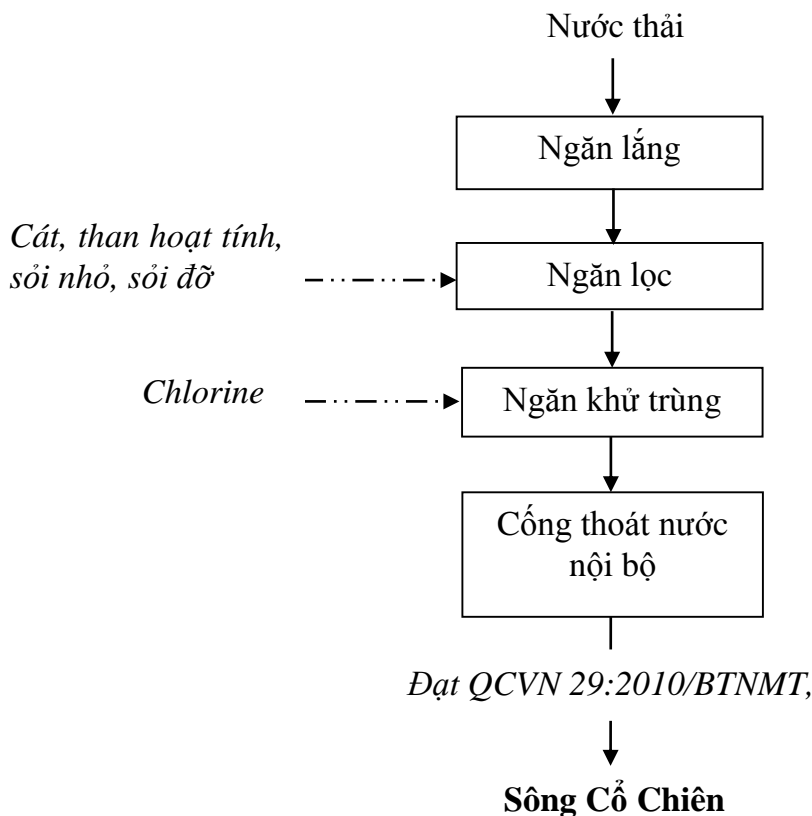 Nước thải
Ngăn lắng
Cát, than hoạt tính,
sỏi nhỏ, sỏi đỡ
Ngăn lọc
Chlorine
Ngăn khử trùng
Cống thoát nước
nội bộ
Đạt QCVN 29:2010/BTNMT,
Sông Cổ Chiên